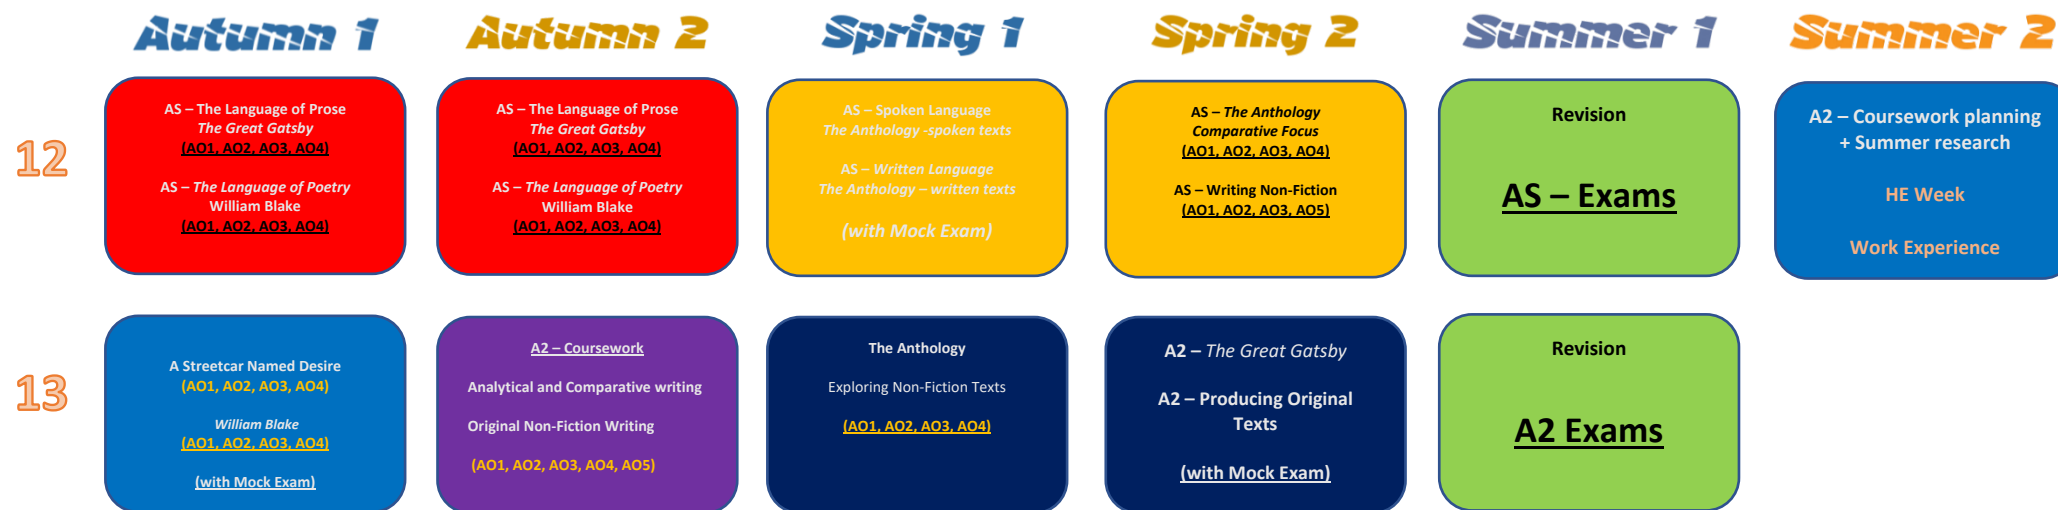 Autumn 1
Autumn 2
Spring 1
Spring 2
Summer 1
Summer 2
12
AS – The Language of Prose
The Great Gatsby
(AO1, AO2, AO3, AO4)
AS – The Language of Poetry
William Blake
(AO1, AO2, AO3, AO4)
AS – The Language of Prose
The Great Gatsby
(AO1, AO2, AO3, AO4)
AS – The Language of Poetry
William Blake
(AO1, AO2, AO3, AO4)
AS – Spoken Language
The Anthology -spoken texts
AS – Written Language
The Anthology – written texts
(with Mock Exam)
AS – The Anthology
Comparative Focus
(AO1, AO2, AO3, AO4)
AS – Writing Non-Fiction
(AO1, AO2, AO3, AO5)
Revision
AS – Exams
A2 – Coursework planning
+ Summer research
HE Week
Work Experience
13
A Streetcar Named Desire
(AO1, AO2, AO3, AO4)
William Blake
(AO1, AO2, AO3, AO4)
(with Mock Exam)
A2 – Coursework
Analytical and Comparative writing
Original Non-Fiction Writing
(AO1, AO2, AO3, AO4, AO5)
The Anthology
Exploring Non-Fiction Texts
(AO1, AO2, AO3, AO4)
A2 – The Great Gatsby
A2 – Producing Original
Texts
(with Mock Exam)
Revision
A2 Exams